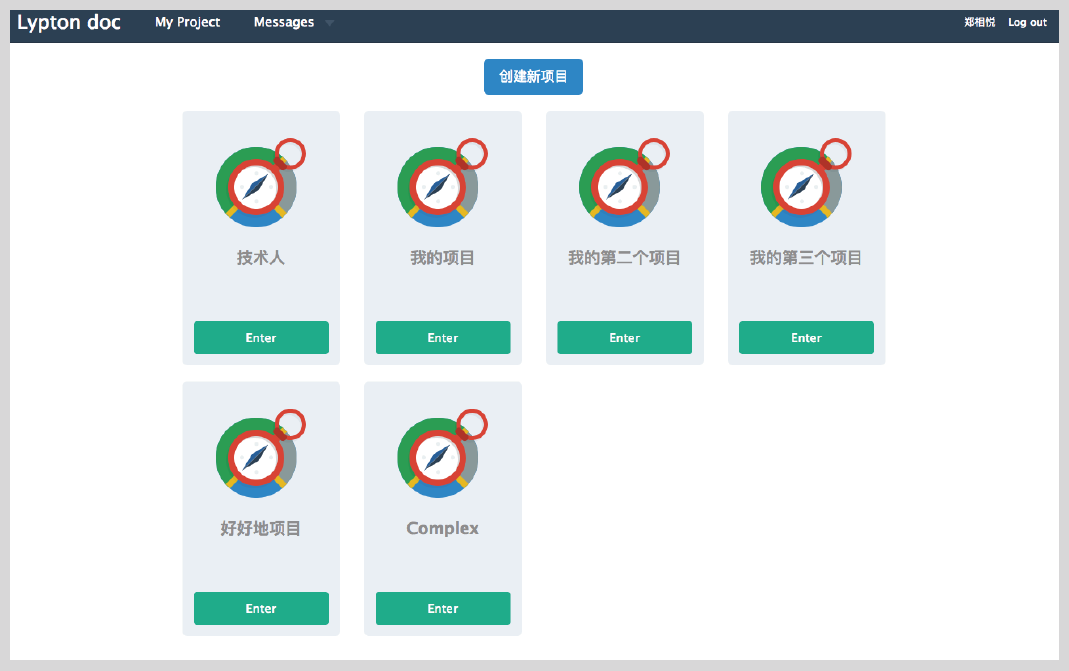 Lypton doc My Project Messages 郑相悦 Log out
创建新项目
技术人 我的项目 我的第二个项目 我的第三个项目
Enter Enter Enter Enter
好好地项目 Complex
Enter Enter